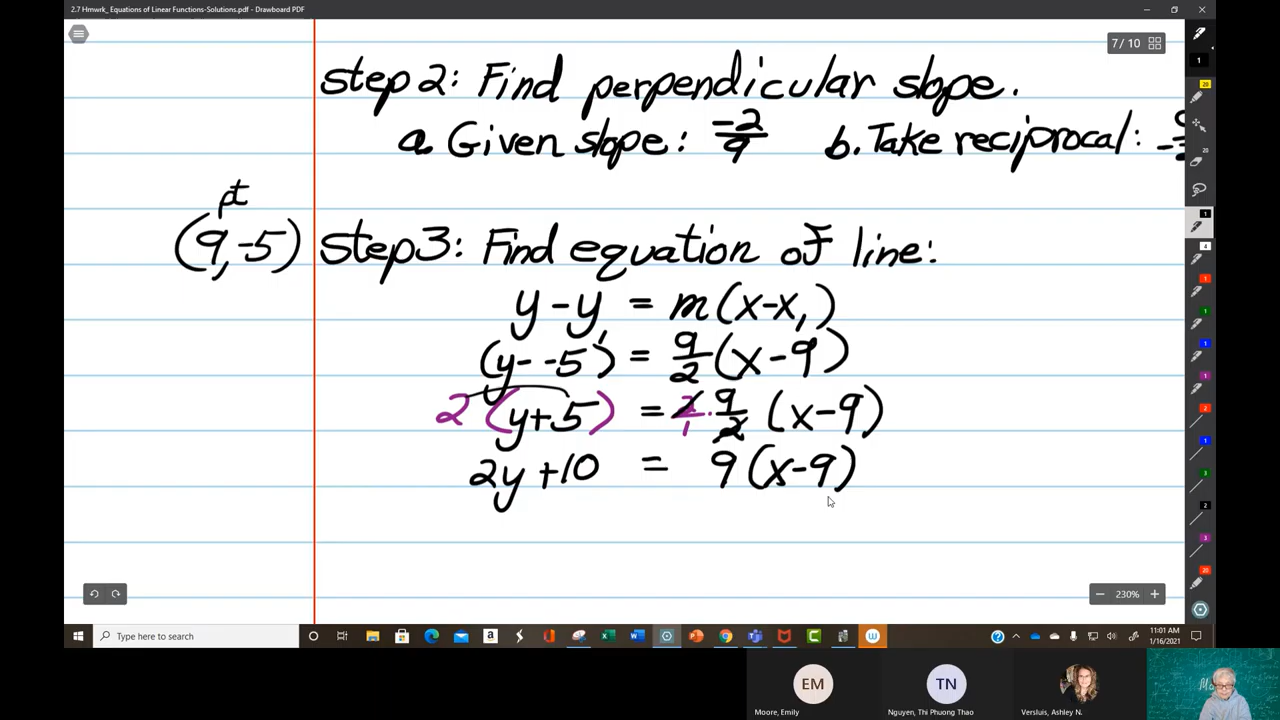 2.7 Hmwrk_ Equations of Linear Functions-Solutions.pdf - Drawboard PDF
7 / 10
Step 2: Find perpendicular slope.
a. Given slope: -2/9 b. Take reciprocal:
pt
(9, -5) Step 3: Find equation of line:
y - y₁ = m(x - x₁)
(y - -5) = 9/2 (x - 9)
2 (y + 5) = 2/1 · 9/2 (x - 9)
2y + 10 = 9 (x - 9)
230%
Type here to search
11:01 AM
1/16/2021
EM
TN
Moore, Emily
Nguyen, Thi Phuong Thao
Versluis, Ashley N.